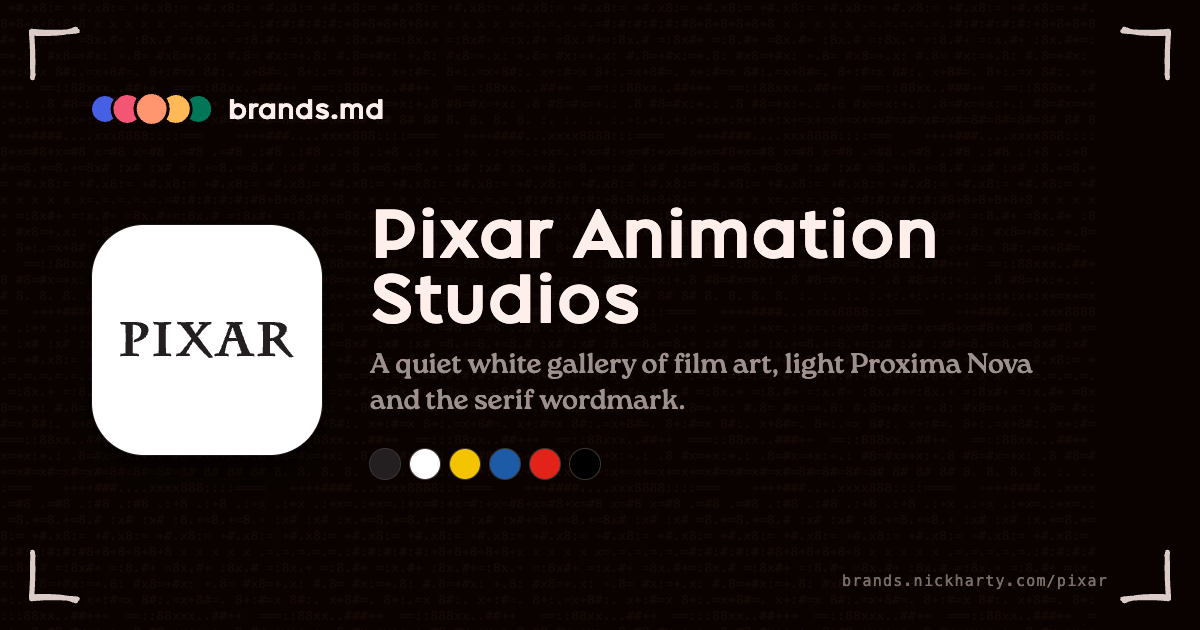 brands.md
PIXAR
Pixar Animation
Studios
A quiet white gallery of film art, light Proxima Nova
and the serif wordmark.
brands.nickharty.com/pixar